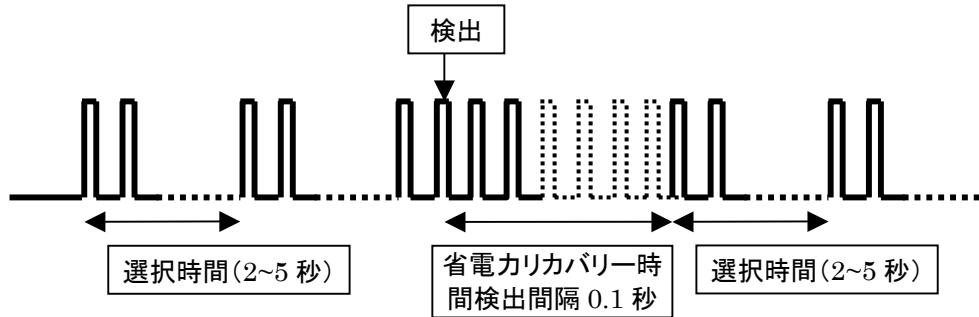 検出
選択時間(2~5 秒)
省電力リカバリー時
間検出間隔 0.1 秒
選択時間(2~5 秒)